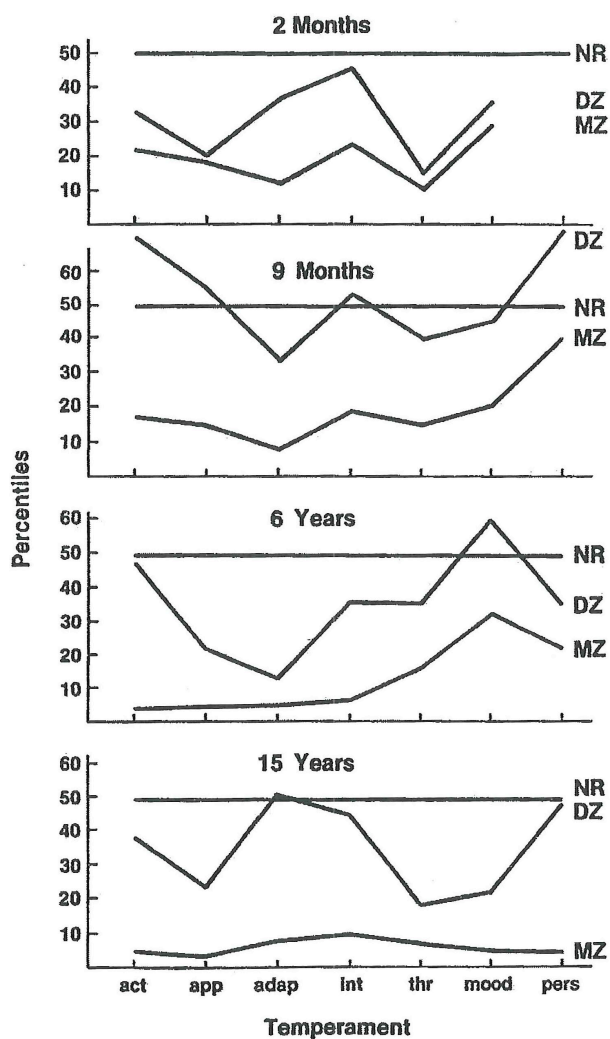 2 Months
50
40
30
20
10
NR
DZ
MZ
9 Months
60
50
40
30
20
10
DZ
NR
MZ
Percentiles
6 Years
60
50
40
30
20
10
NR
DZ
MZ
15 Years
60
50
40
30
20
10
NR
DZ
MZ
act app adap int thr mood pers
Temperament